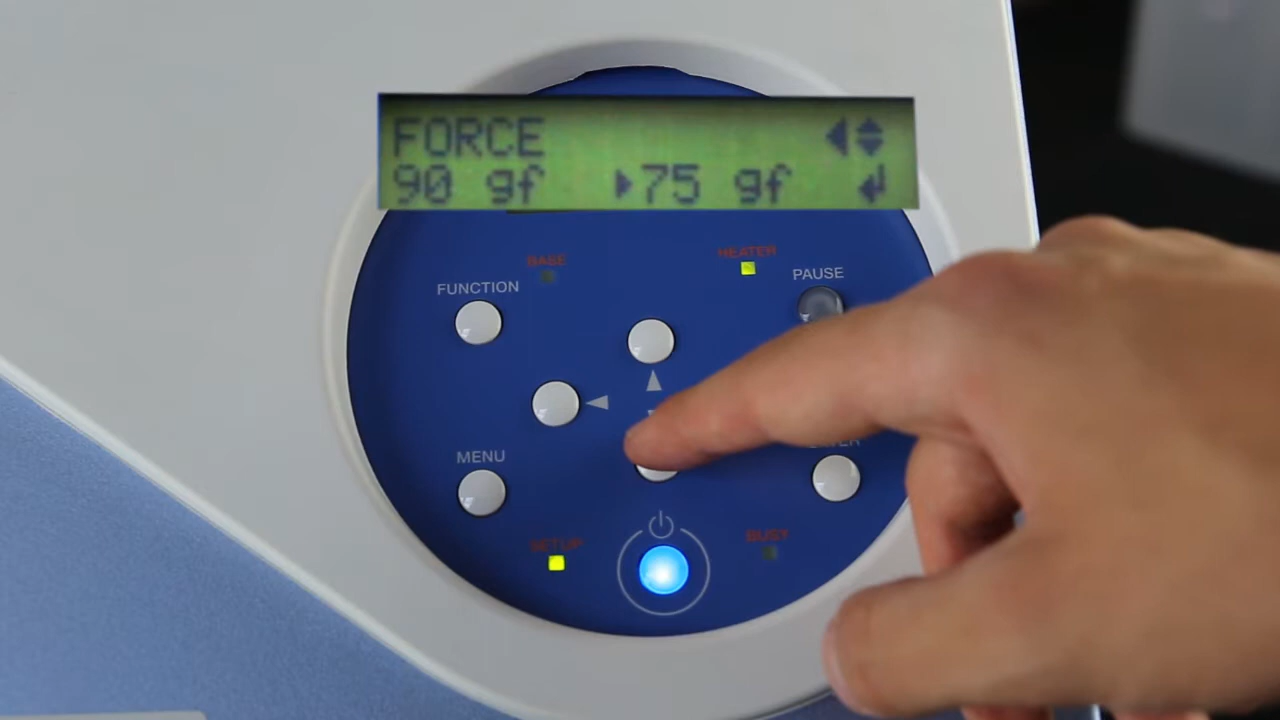 FORCE
90 gf 75 gf
BASE
HEATER
FUNCTION
PAUSE
MENU
SETUP
BUSY